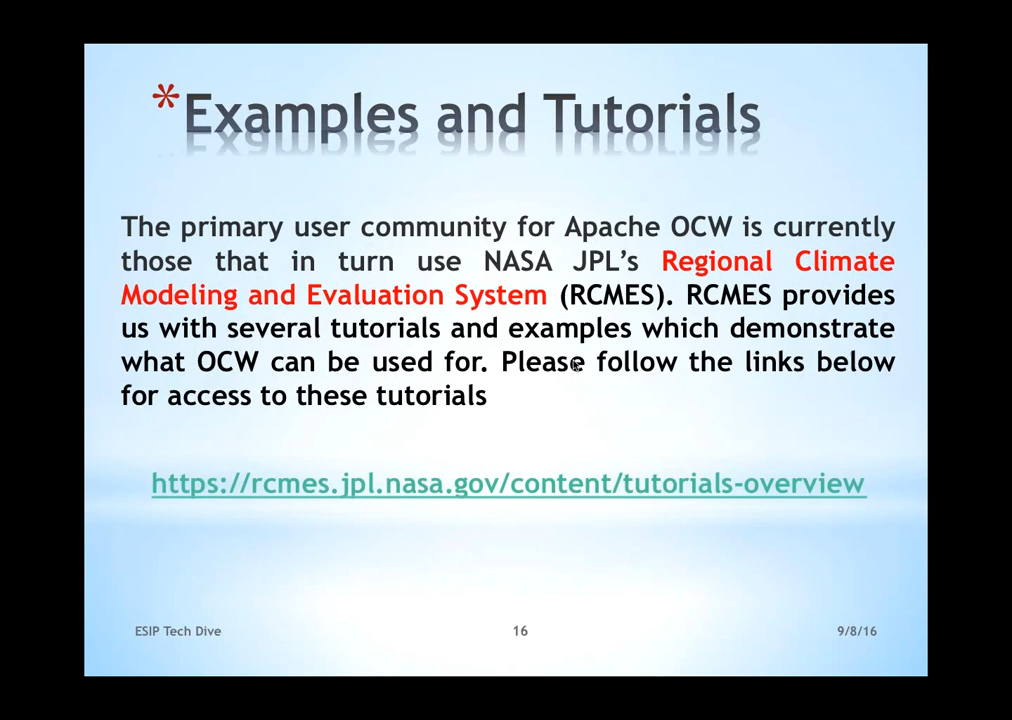 *Examples and Tutorials
The primary user community for Apache OCW is currently
those that in turn use NASA JPL’s Regional Climate
Modeling and Evaluation System (RCMES). RCMES provides
us with several tutorials and examples which demonstrate
what OCW can be used for. Please follow the links below
for access to these tutorials
https://rcmes.jpl.nasa.gov/content/tutorials-overview
ESIP Tech Dive 16 9/8/16